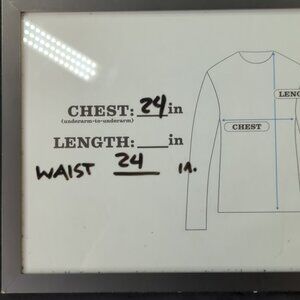 CHEST: 24 in
(underarm-to-underarm)
LENGTH: ___ in
WAIST 24 in.
LENG
CHEST